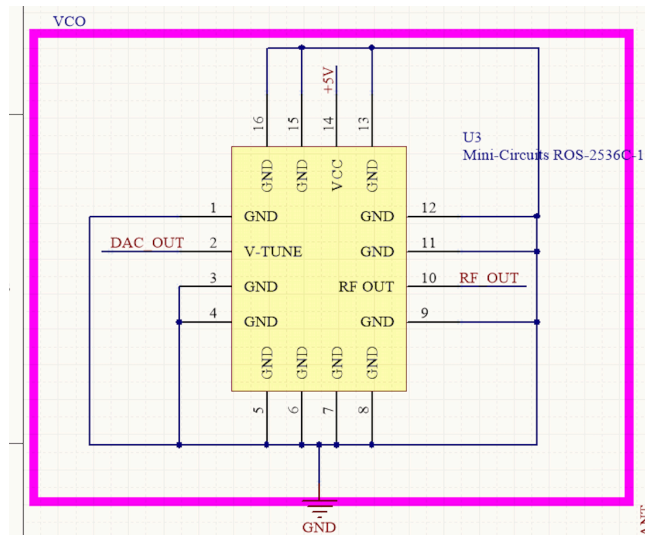 VCO
+5V
16
15
14
13
U3
Mini-Circuits ROS-2536C-1
GND
GND
VCC
GND
1
GND
GND
12
DAC_OUT
2
V-TUNE
GND
11
3
GND
RF OUT
10
RF_OUT
4
GND
GND
9
GND
GND
GND
GND
5
6
7
8
GND
ANT